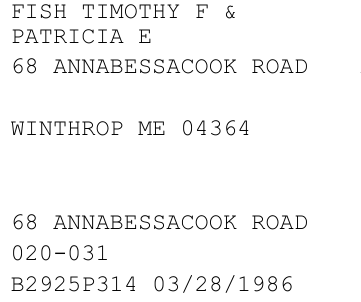 FISH TIMOTHY F &
PATRICIA E
68 ANNABESSACOOK ROAD
WINTHROP ME 04364
68 ANNABESSACOOK ROAD
020-031
B2925P314 03/28/1986